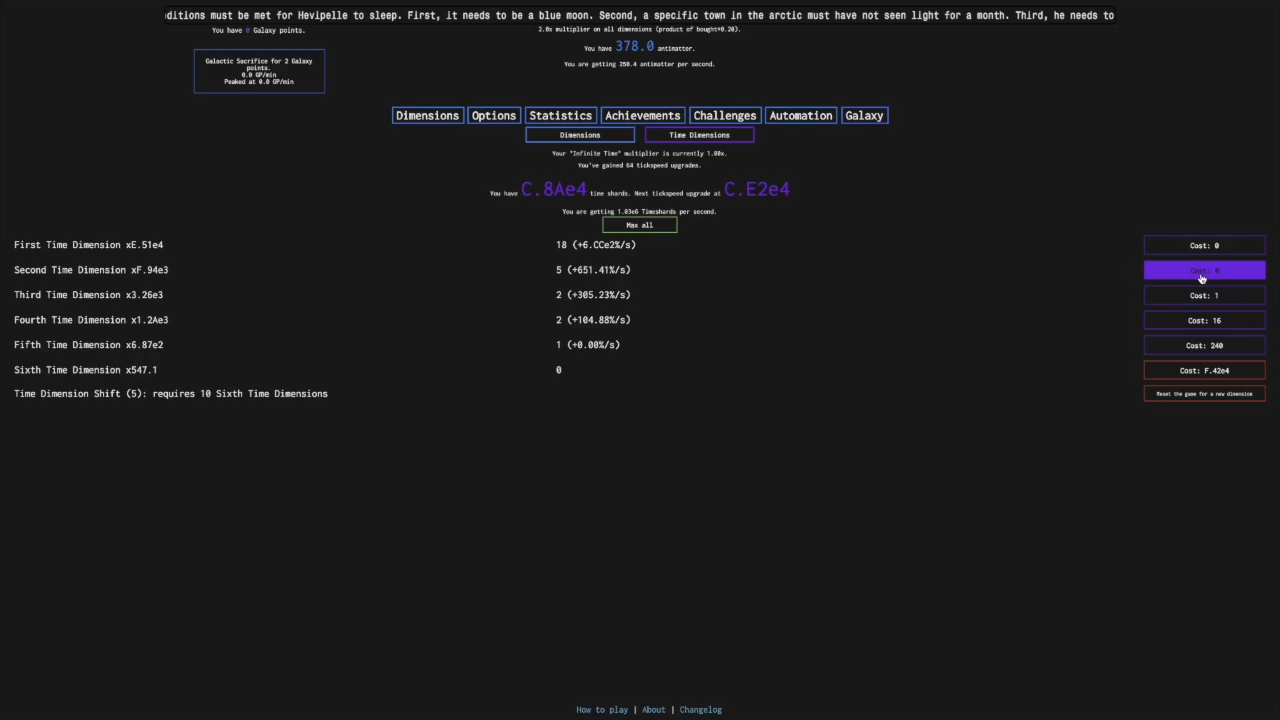 ditions must be met for Hevipelle to sleep. First, it needs to be a blue moon. Second, a specific town in the arctic must have not seen light for a month. Third, he needs to
You have 0 Galaxy points.
2.0x multiplier on all dimensions (product of bought*0.20).
You have 378.0 antimatter.
You are getting 250.4 antimatter per second.
Galactic Sacrifice for 2 Galaxy
points.
0.0 GP/min
Peaked at 0.0 GP/min
Dimensions Options Statistics Achievements Challenges Automation Galaxy
Dimensions Time Dimensions
Your "Infinite Time" multiplier is currently 1.00x.
You've gained 64 tickspeed upgrades.
You have C.8Ae4 time shards. Next tickspeed upgrade at C.E2e4
You are getting 1.03e6 Timeshards per second.
Max all
First Time Dimension xE.51e4 18 (+6.CCe2%/s) Cost: 0
Second Time Dimension xF.94e3 5 (+651.41%/s) Cost: 0
Third Time Dimension x3.26e3 2 (+305.23%/s) Cost: 1
Fourth Time Dimension x1.2Ae3 2 (+104.88%/s) Cost: 16
Fifth Time Dimension x6.87e2 1 (+0.00%/s) Cost: 240
Sixth Time Dimension x547.1 0 Cost: F.42e4
Time Dimension Shift (5): requires 10 Sixth Time Dimensions Reset the game for a new dimension
How to play | About | Changelog